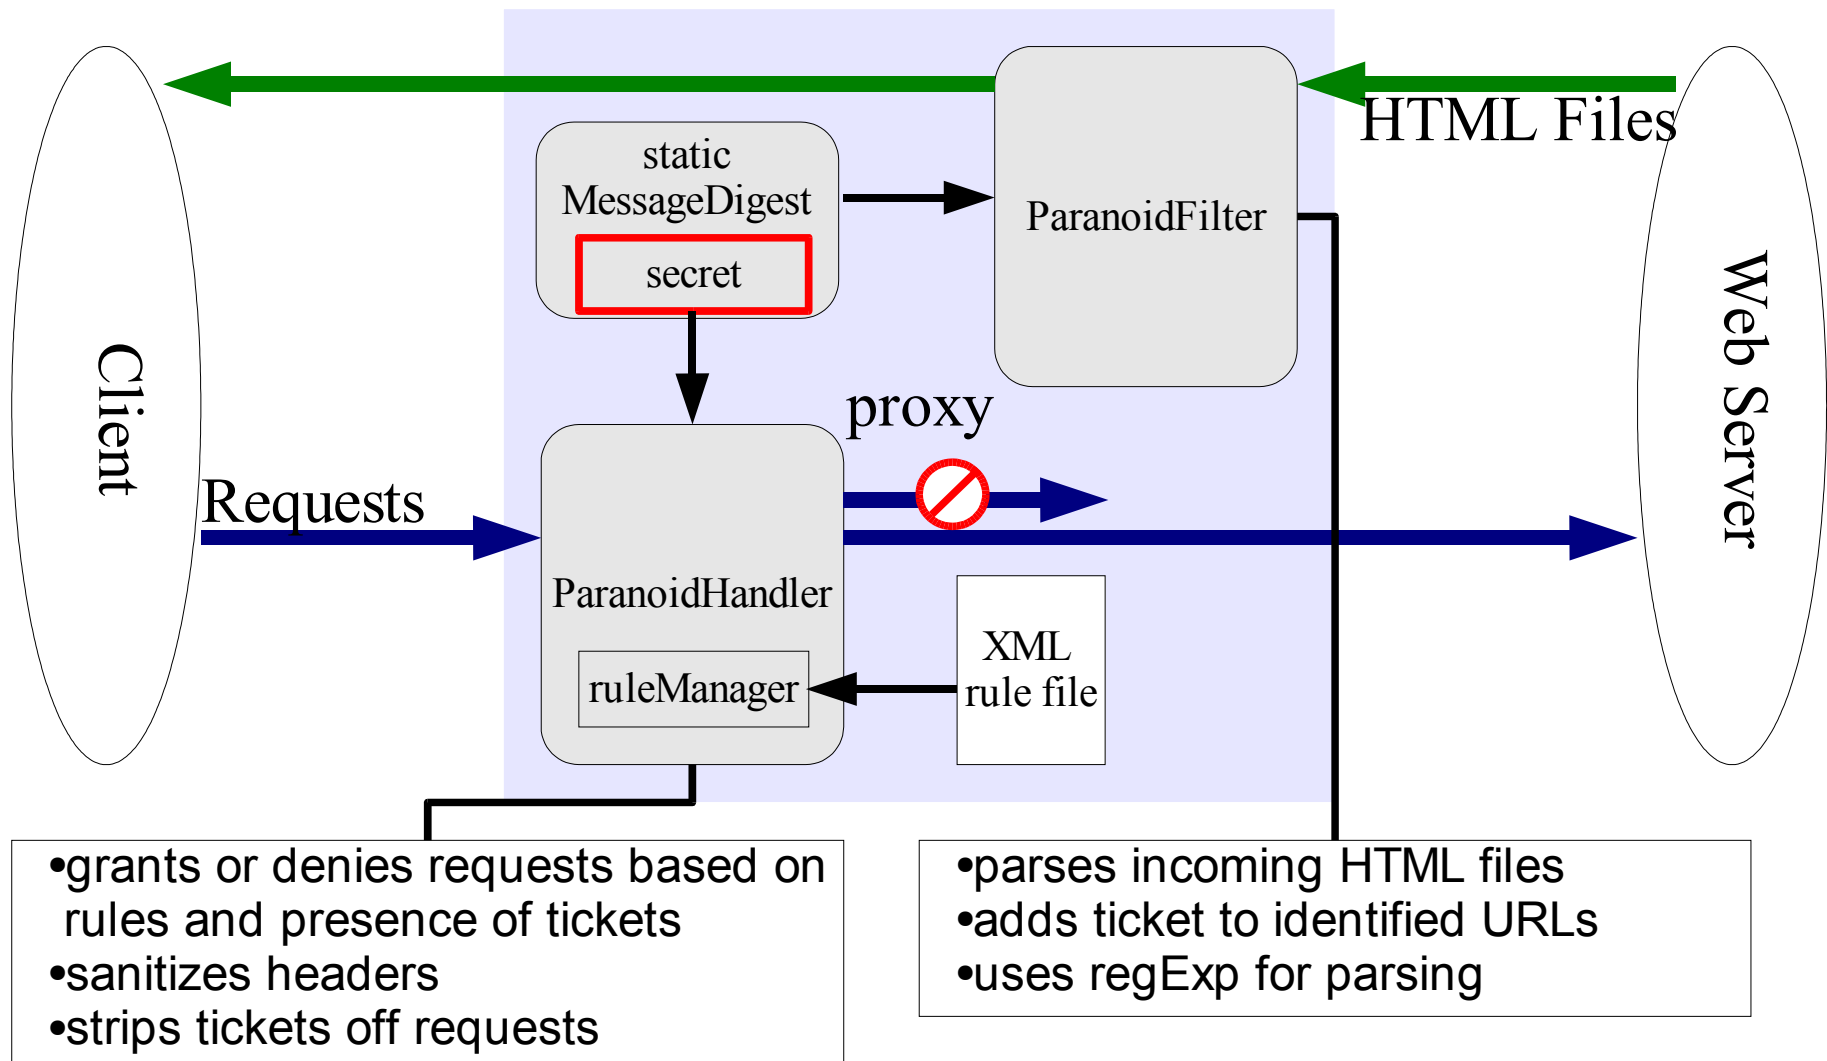 HTML Files
static
MessageDigest
secret
ParanoidFilter
Client
Web Server
proxy
Requests
ParanoidHandler
ruleManager
XML
rule file
•grants or denies requests based on
rules and presence of tickets
•sanitizes headers
•strips tickets off requests
•parses incoming HTML files
•adds ticket to identified URLs
•uses regExp for parsing